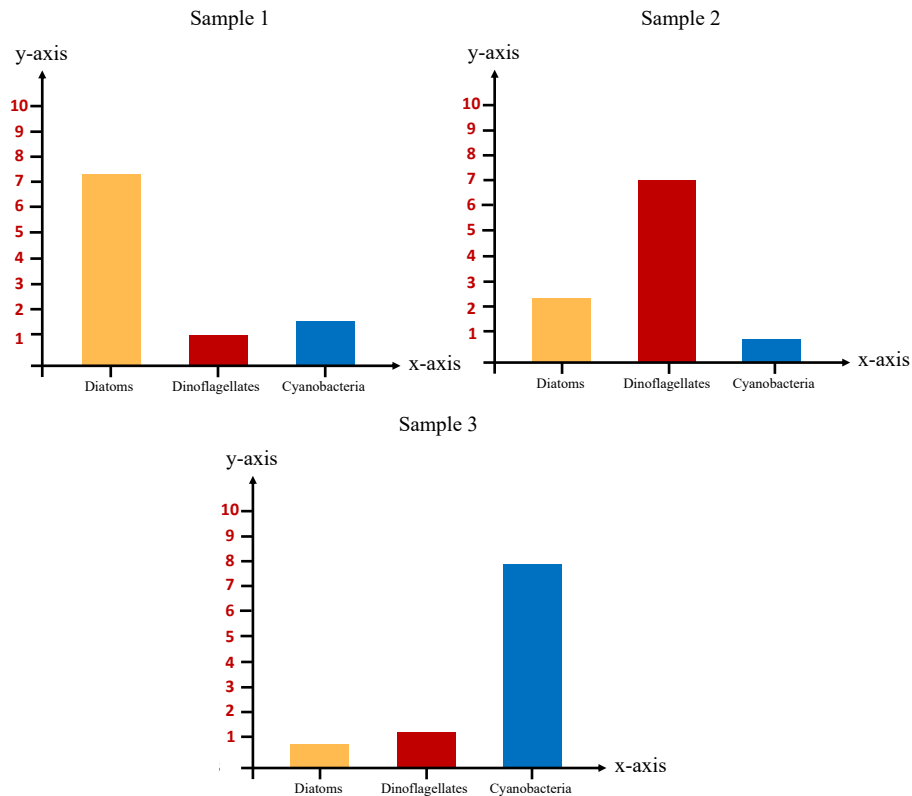 Sample 1
y-axis
10
9
8
7
6
5
4
3
2
1
x-axis
Diatoms Dinoflagellates Cyanobacteria
Sample 2
y-axis
10
9
8
7
6
5
4
3
2
1
x-axis
Diatoms Dinoflagellates Cyanobacteria
Sample 3
y-axis
10
9
8
7
6
5
4
3
2
1
x-axis
Diatoms Dinoflagellates Cyanobacteria